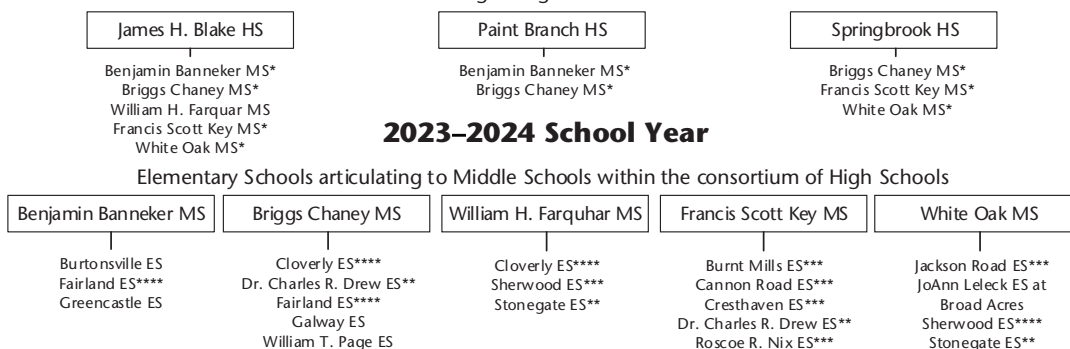 James H. Blake HS
Benjamin Banneker MS*
Briggs Chaney MS*
William H. Farquar MS
Francis Scott Key MS*
White Oak MS*
Paint Branch HS
Benjamin Banneker MS*
Briggs Chaney MS*
Springbrook HS
Briggs Chaney MS*
Francis Scott Key MS*
White Oak MS*
2023–2024 School Year
Elementary Schools articulating to Middle Schools within the consortium of High Schools
Benjamin Banneker MS
Burtonsville ES
Fairland ES****
Greencastle ES
Briggs Chaney MS
Cloverly ES****
Dr. Charles R. Drew ES**
Fairland ES****
Galway ES
William T. Page ES
William H. Farquhar MS
Cloverly ES****
Sherwood ES***
Stonegate ES**
Francis Scott Key MS
Burnt Mills ES***
Cannon Road ES***
Cresthaven ES***
Dr. Charles R. Drew ES**
Roscoe R. Nix ES***
White Oak MS
Jackson Road ES***
JoAnn Leleck ES at
Broad Acres
Sherwood ES****
Stonegate ES**